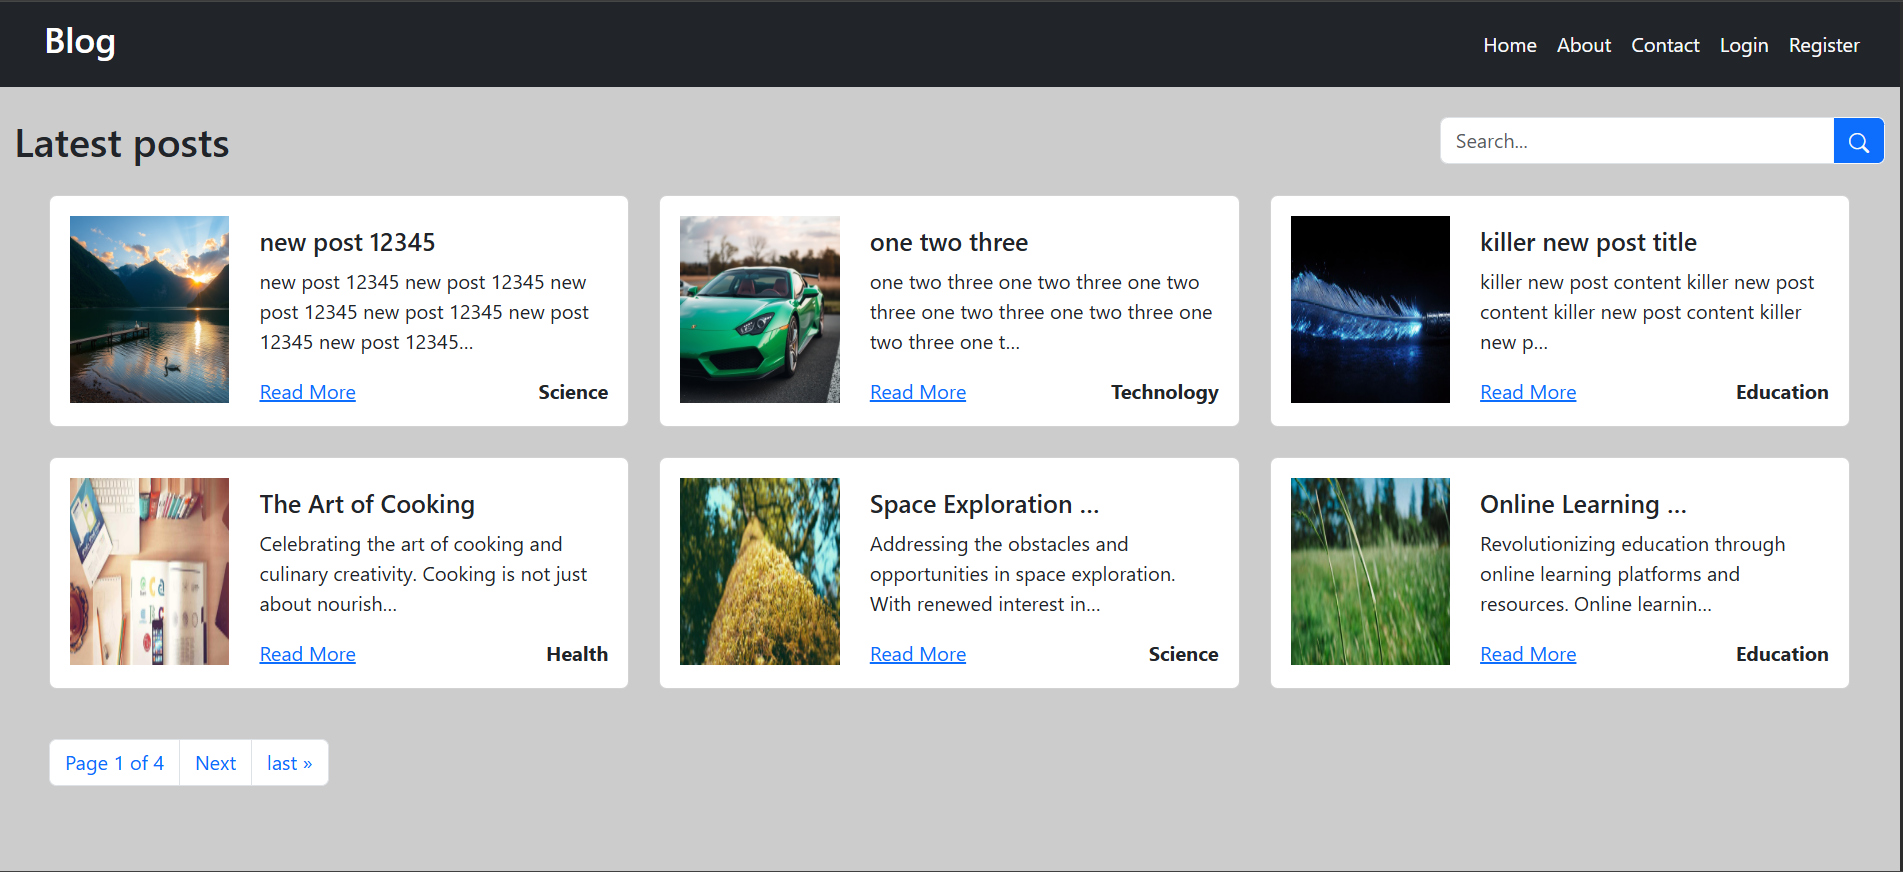 Blog
Home About Contact Login Register
Latest posts
Search...
new post 12345
new post 12345 new post 12345 new
post 12345 new post 12345 new post
12345 new post 12345...
Read More Science
one two three
one two three one two three one two
three one two three one two three one
two three one t...
Read More Technology
killer new post title
killer new post content killer new post
content killer new post content killer
new p...
Read More Education
The Art of Cooking
Celebrating the art of cooking and
culinary creativity. Cooking is not just
about nourish...
Read More Health
Space Exploration ...
Addressing the obstacles and
opportunities in space exploration.
With renewed interest in...
Read More Science
Online Learning ...
Revolutionizing education through
online learning platforms and
resources. Online learnin...
Read More Education
Page 1 of 4 Next last »